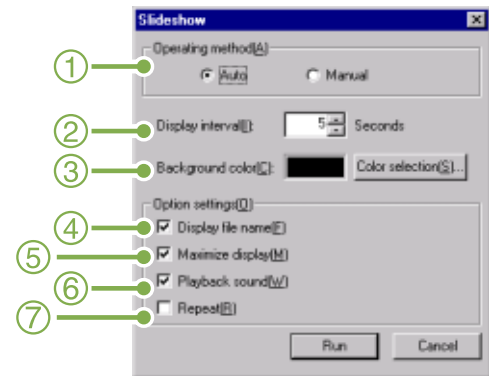 Slideshow
Operating method(A)
① Auto Manual
② Display interval(I): 5 Seconds
③ Background color(C): Color selection(S)...
Option settings(O)
④ Display file name(F)
⑤ Maximize display(M)
⑥ Playback sound(W)
⑦ Repeat(R)
Run Cancel